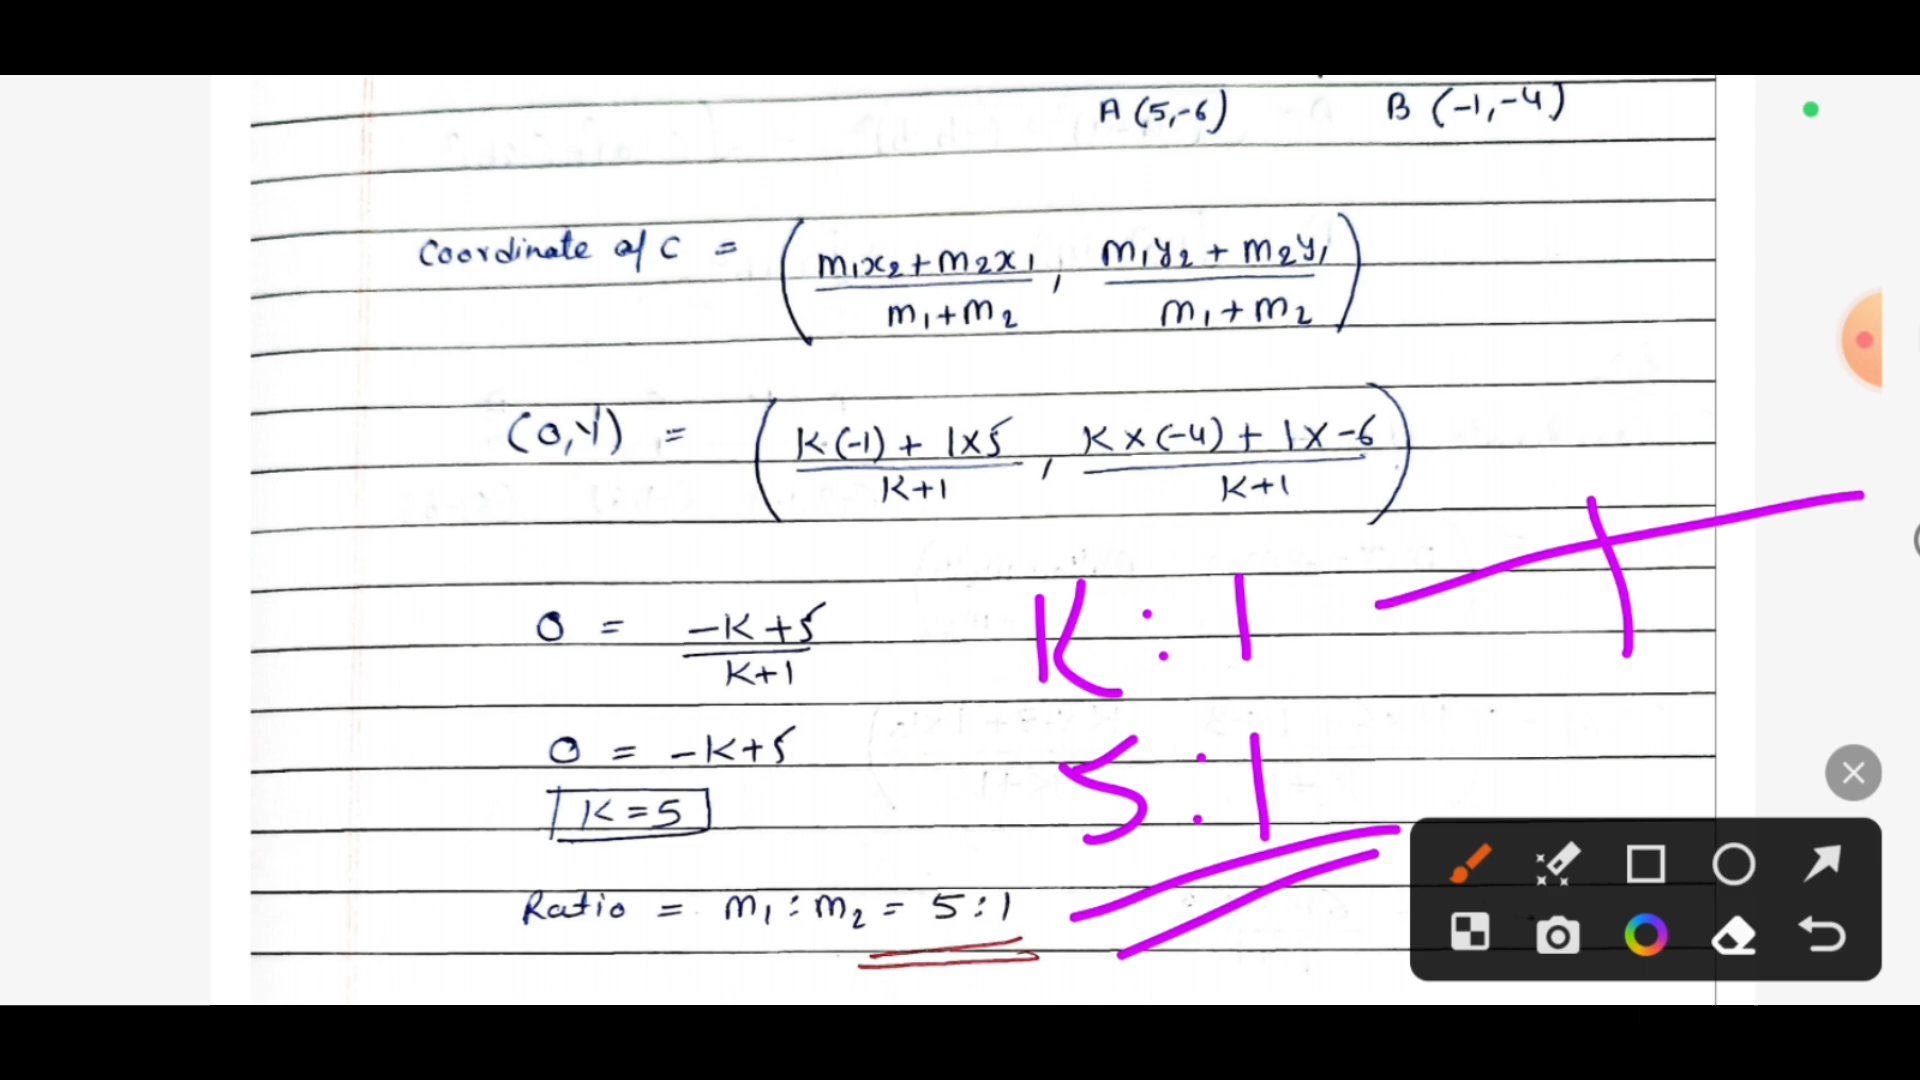 A (5,-6) B (-1,-4)
Coordinate of C = ( m₁x₂+m₂x₁ / m₁+m₂ , m₁y₂ + m₂y₁ / m₁+m₂ )
(0,y) = ( K(-1) + 1x5 / K+1 , K x (-4) + 1 x -6 / K+1 )
0 = -K+5 / K+1
K : 1
0 = -K+5
5 : 1
K = 5
Ratio = m₁ : m₂ = 5 : 1